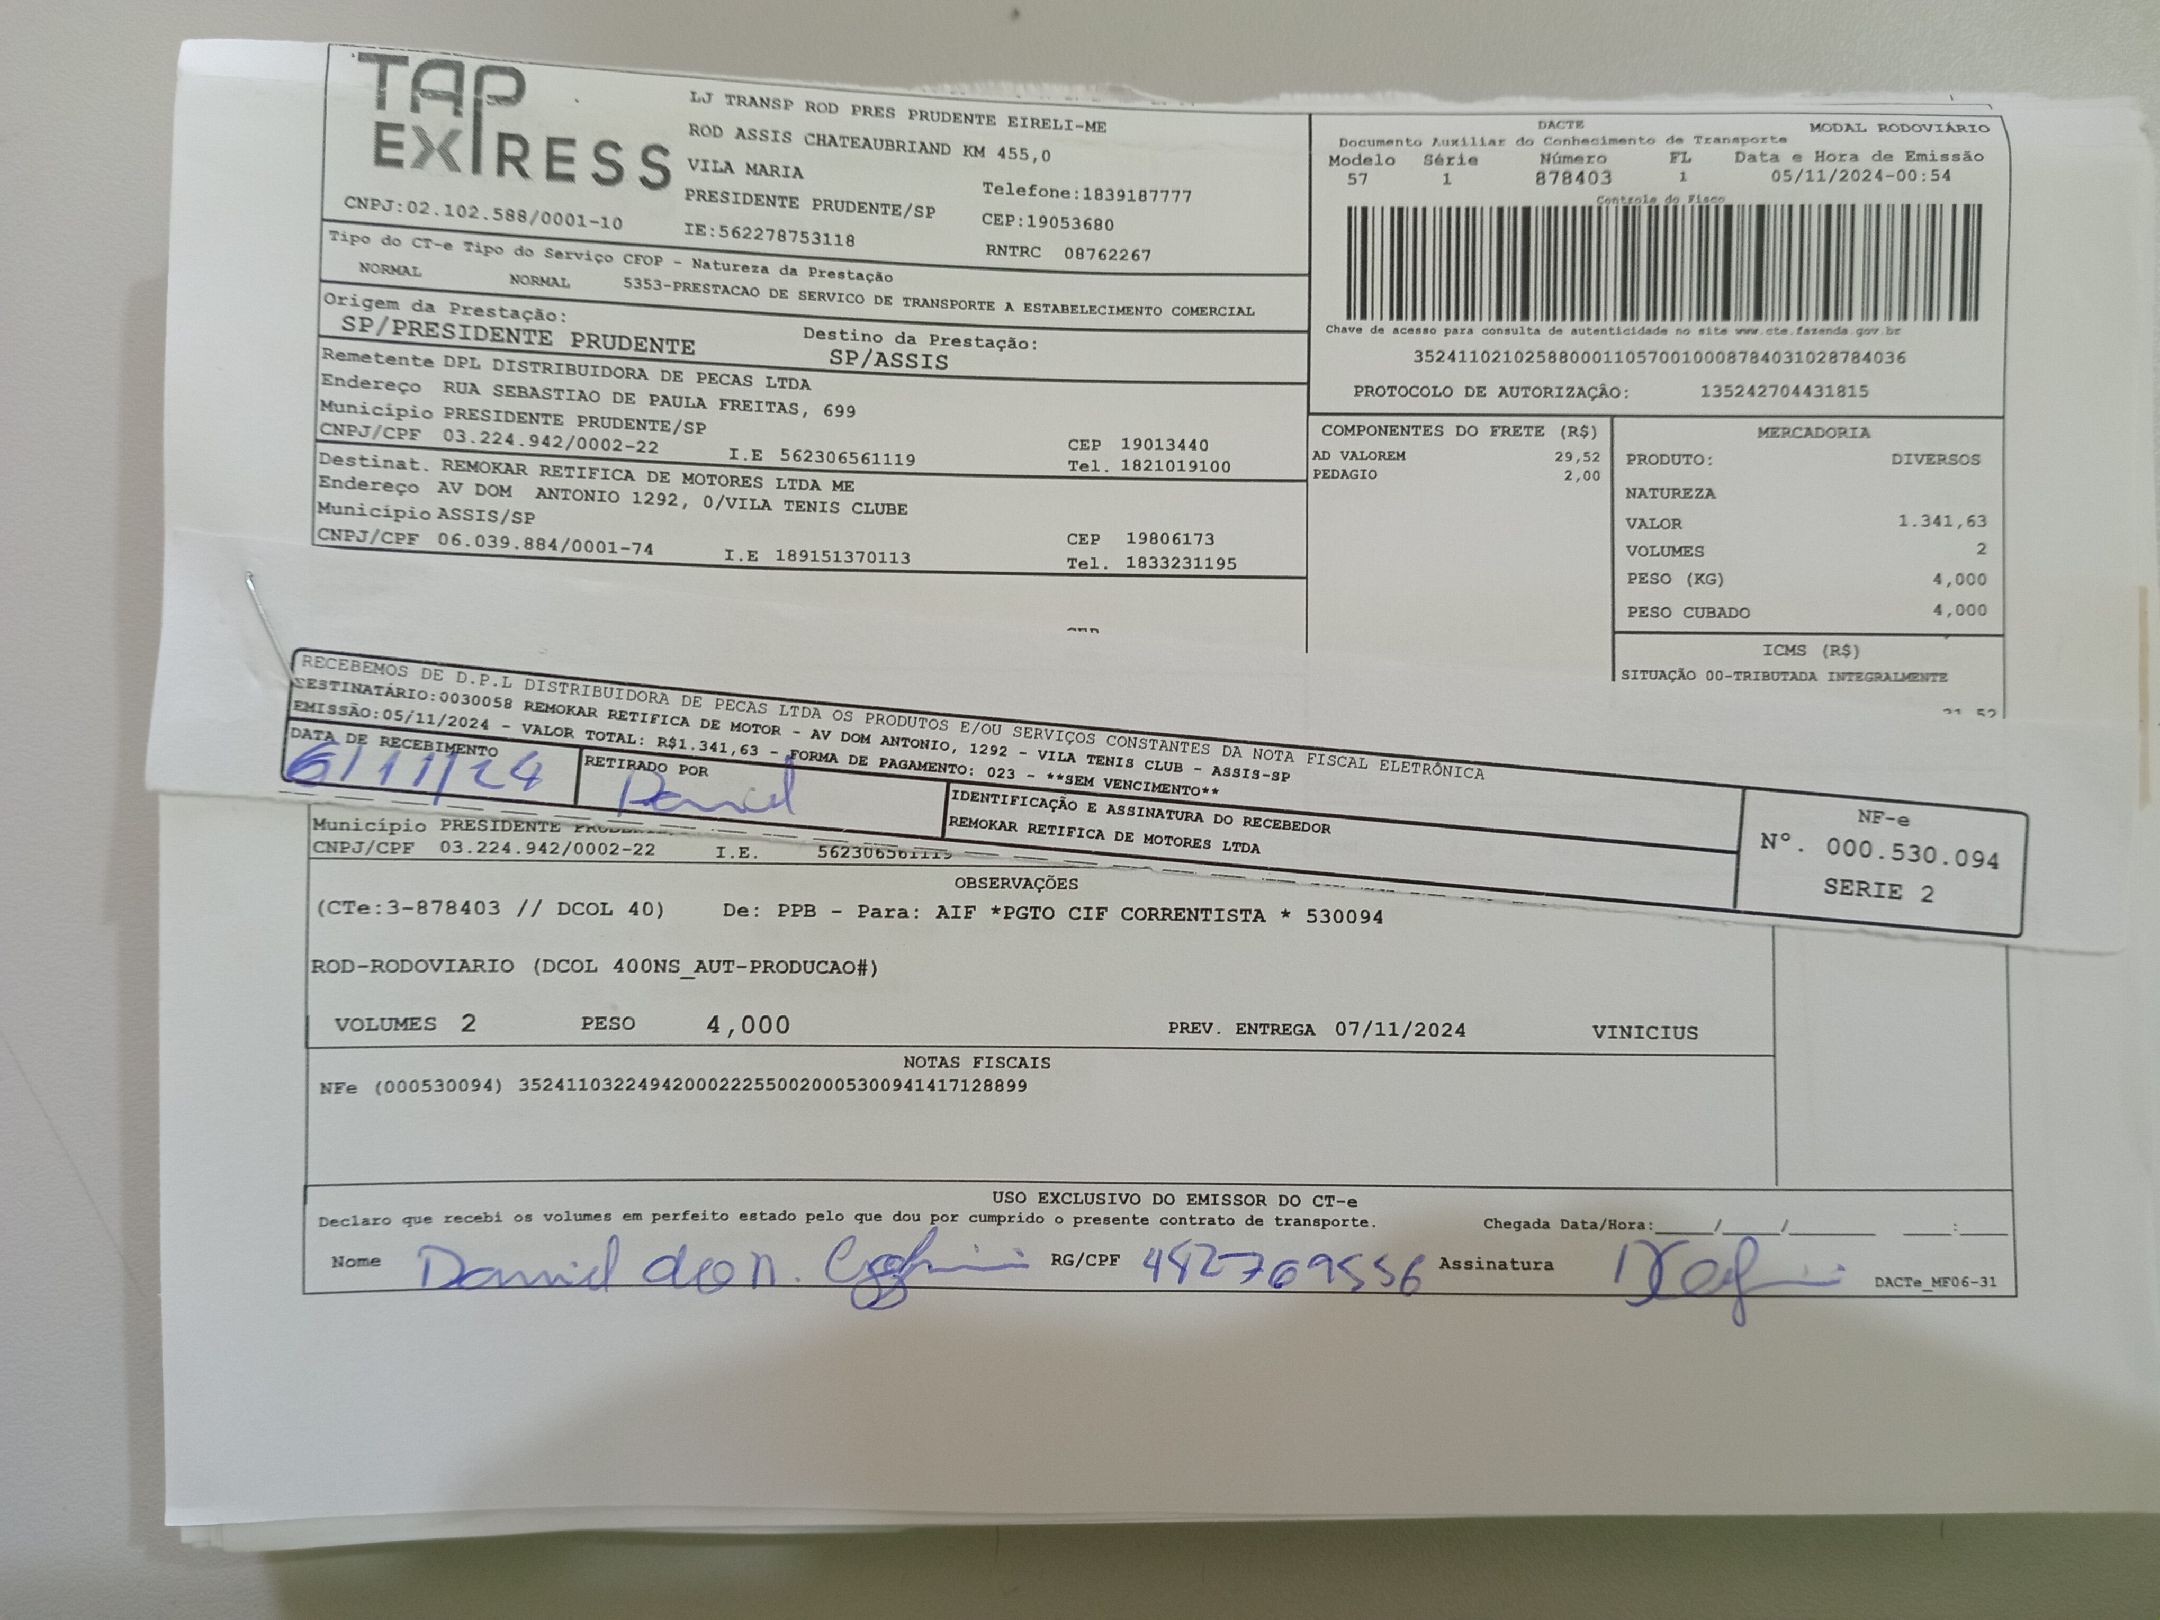 TAP EXPRESS
LJ TRANSP ROD PRES PRUDENTE EIRELI-ME
ROD ASSIS CHATEAUBRIAND KM 455,0
VILA MARIA
PRESIDENTE PRUDENTE/SP Telefone:1839187777
CNPJ:02.102.588/0001-10 IE:562278753118 CEP:19053680
RNTRC 08762267
Tipo do CT-e Tipo do Serviço CFOP - Natureza da Prestação
NORMAL NORMAL 5353-PRESTACAO DE SERVICO DE TRANSPORTE A ESTABELECIMENTO COMERCIAL
Origem da Prestação: Destino da Prestação:
SP/PRESIDENTE PRUDENTE SP/ASSIS
Remetente DPL DISTRIBUIDORA DE PECAS LTDA
Endereço RUA SEBASTIAO DE PAULA FREITAS, 699
Município PRESIDENTE PRUDENTE/SP CEP 19013440
CNPJ/CPF 03.224.942/0002-22 I.E 562306561119 Tel. 1821019100
Destinat. REMOKAR RETIFICA DE MOTORES LTDA ME
Endereço AV DOM ANTONIO 1292, 0/VILA TENIS CLUBE
Município ASSIS/SP CEP 19806173
CNPJ/CPF 06.039.884/0001-74 I.E 189151370113 Tel. 1833231195
DACTE MODAL RODOVIÁRIO
Documento Auxiliar do Conhecimento de Transporte
Modelo Série Número FL Data e Hora de Emissão
57 1 878403 1 05/11/2024-00:54
Controle do Fisco
Chave de acesso para consulta de autenticidade no site www.cte.fazenda.gov.br
35241102102588000110570010008784031028784036
PROTOCOLO DE AUTORIZAÇÃO: 135242704431815
COMPONENTES DO FRETE (R$)
AD VALOREM 29,52
PEDAGIO 2,00
MERCADORIA
PRODUTO: DIVERSOS
NATUREZA
VALOR 1.341,63
VOLUMES 2
PESO (KG) 4,000
PESO CUBADO 4,000
ICMS (R$)
SITUAÇÃO 00-TRIBUTADA INTEGRALMENTE
RECEBEMOS DE D.P.L DISTRIBUIDORA DE PECAS LTDA OS PRODUTOS E/OU SERVIÇOS CONSTANTES DA NOTA FISCAL ELETRÔNICA
DESTINATÁRIO:0030058 REMOKAR RETIFICA DE MOTOR - AV DOM ANTONIO, 1292 - VILA TENIS CLUB - ASSIS-SP
EMISSÃO:05/11/2024 - VALOR TOTAL: R$1.341,63 - FORMA DE PAGAMENTO: 023 - **SEM VENCIMENTO**
DATA DE RECEBIMENTO RETIRADO POR IDENTIFICAÇÃO E ASSINATURA DO RECEBEDOR
6/11/24 Daniel REMOKAR RETIFICA DE MOTORES LTDA
NF-e
Nº. 000.530.094
SERIE 2
Município PRESIDENTE
CNPJ/CPF 03.224.942/0002-22 I.E. 562306561119
OBSERVAÇÕES
(CTe:3-878403 // DCOL 40) De: PPB - Para: AIF *PGTO CIF CORRENTISTA * 530094
ROD-RODOVIARIO (DCOL 400NS_AUT-PRODUCAO#)
VOLUMES 2 PESO 4,000 PREV. ENTREGA 07/11/2024 VINICIUS
NOTAS FISCAIS
NFe (000530094) 35241103224942000222550020005300941417128899
USO EXCLUSIVO DO EMISSOR DO CT-e
Declaro que recebi os volumes em perfeito estado pelo que dou por cumprido o presente contrato de transporte. Chegada Data/Hora:____/____/______ ___:___
Nome Daniel RG/CPF 482769556 Assinatura
DACTe_MF06-31